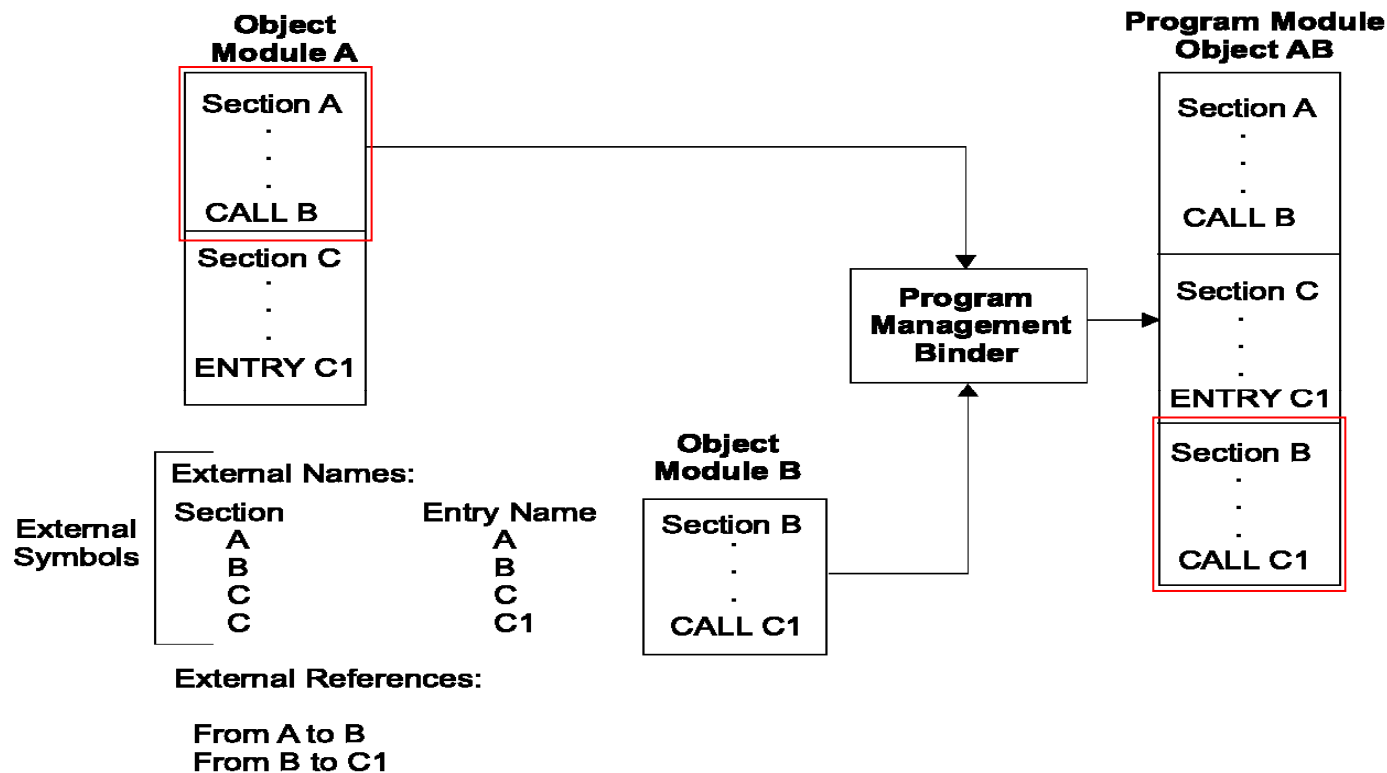 Object
Module A
Section A
.
.
.
CALL B
Section C
.
.
.
ENTRY C1
External
Symbols
External Names:
Section Entry Name
A A
B B
C C
C C1
External References:
From A to B
From B to C1
Object
Module B
Section B
.
.
.
CALL C1
Program
Management
Binder
Program Module
Object AB
Section A
.
.
.
CALL B
Section C
.
.
.
ENTRY C1
Section B
.
.
.
CALL C1